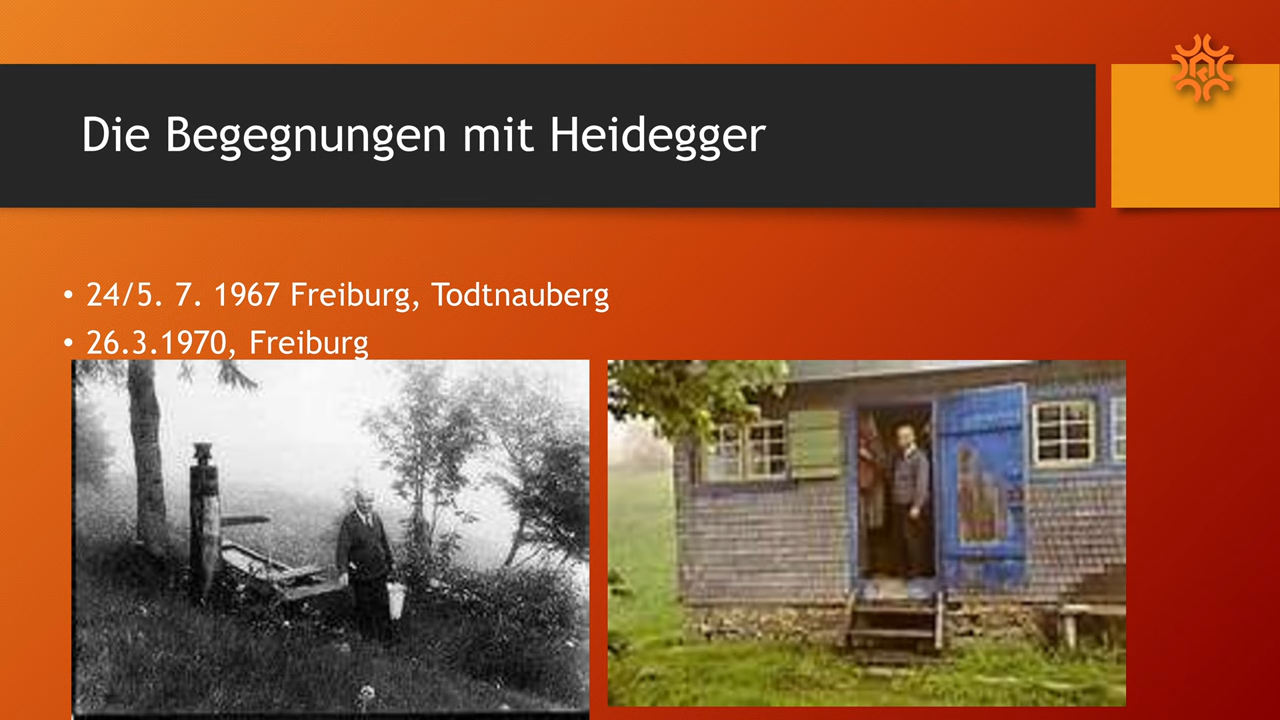 Die Begegnungen mit Heidegger
• 24/5. 7. 1967 Freiburg, Todtnauberg
• 26.3.1970, Freiburg